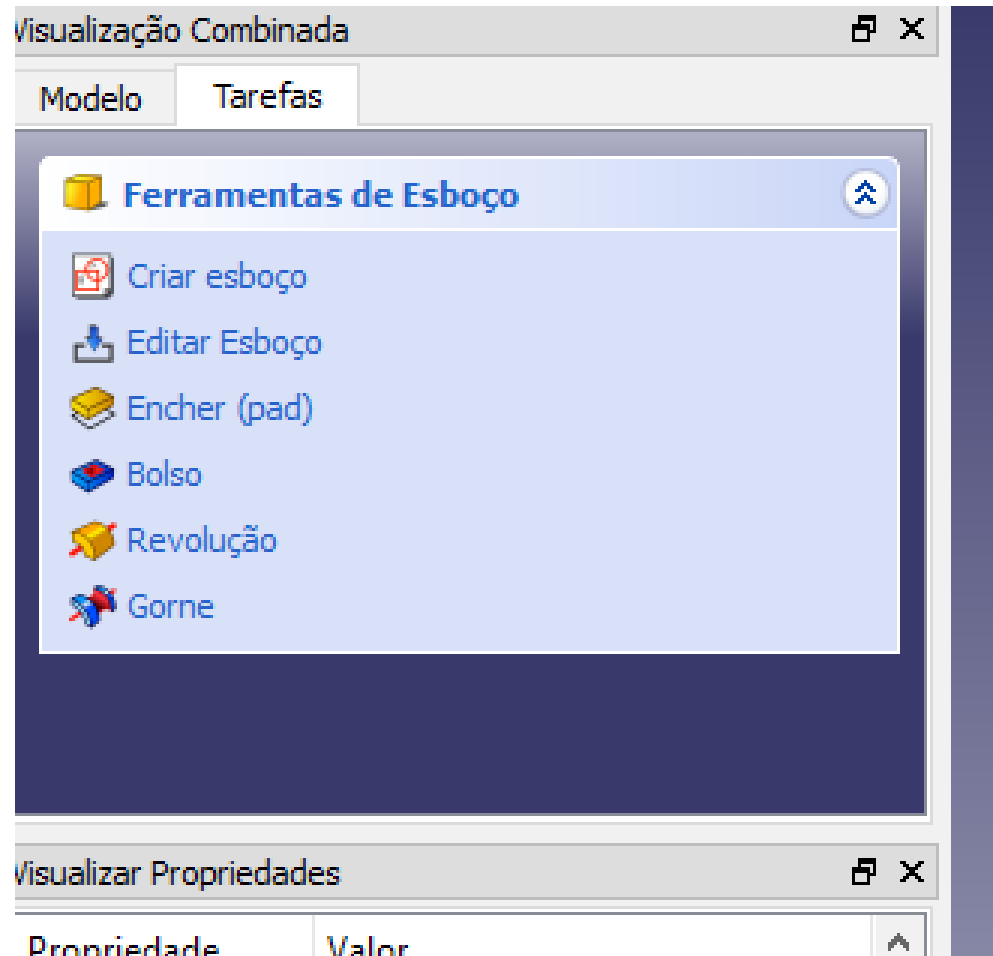 Visualização Combinada
Modelo Tarefas
Ferramentas de Esboço
Criar esboço
Editar Esboço
Encher (pad)
Bolso
Revolução
Gorne
Visualizar Propriedades
Propriedade Valor